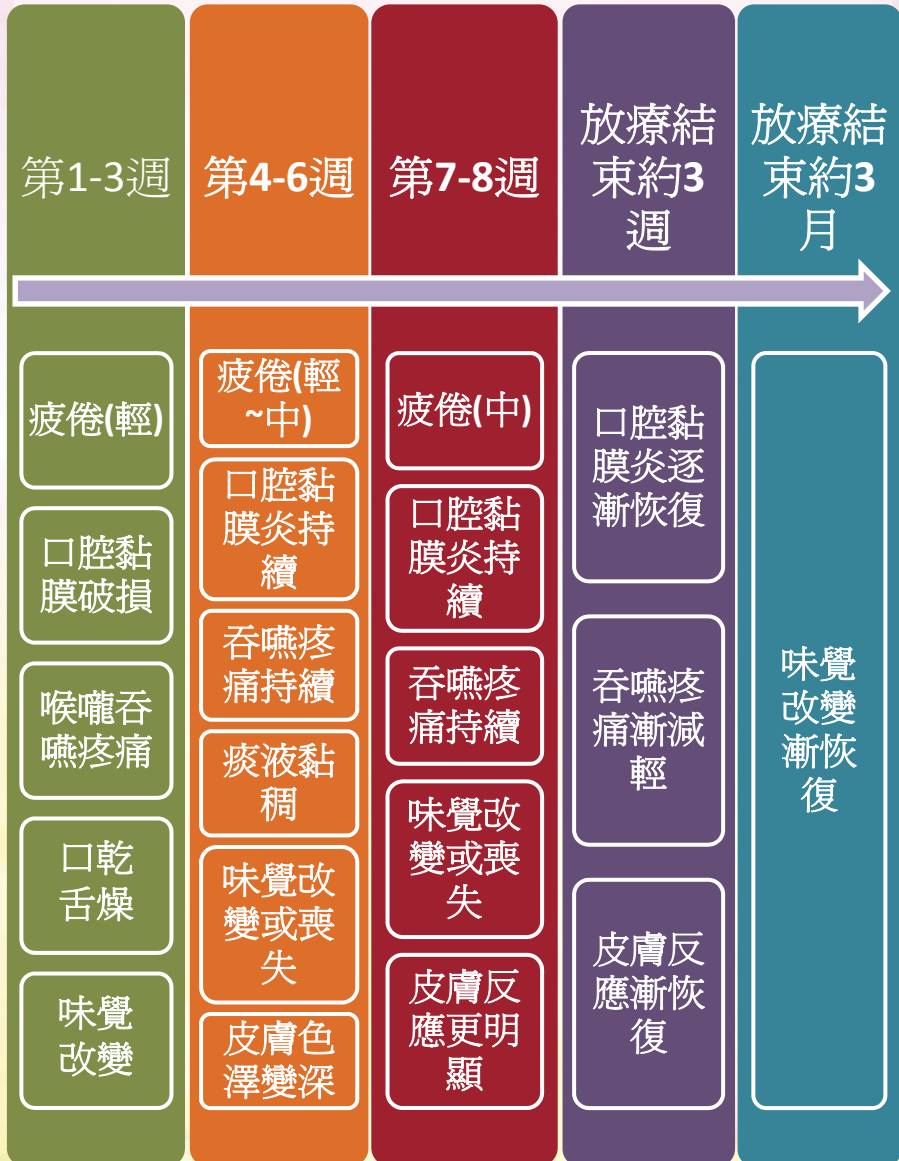 第1-3週
疲倦(輕)
口腔黏
膜破損
喉嚨吞
嚥疼痛
口乾
舌燥
味覺
改變
第4-6週
疲倦(輕
~中)
口腔黏
膜炎持
續
吞嚥疼
痛持續
痰液黏
稠
味覺改
變或喪
失
皮膚色
澤變深
第7-8週
疲倦(中)
口腔黏
膜炎持
續
吞嚥疼
痛持續
味覺改
變或喪
失
皮膚反
應更明
顯
放療結
束約3
週
口腔黏
膜炎逐
漸恢復
吞嚥疼
痛漸減
輕
皮膚反
應漸恢
復
放療結
束約3
月
味覺
改變
漸恢
復